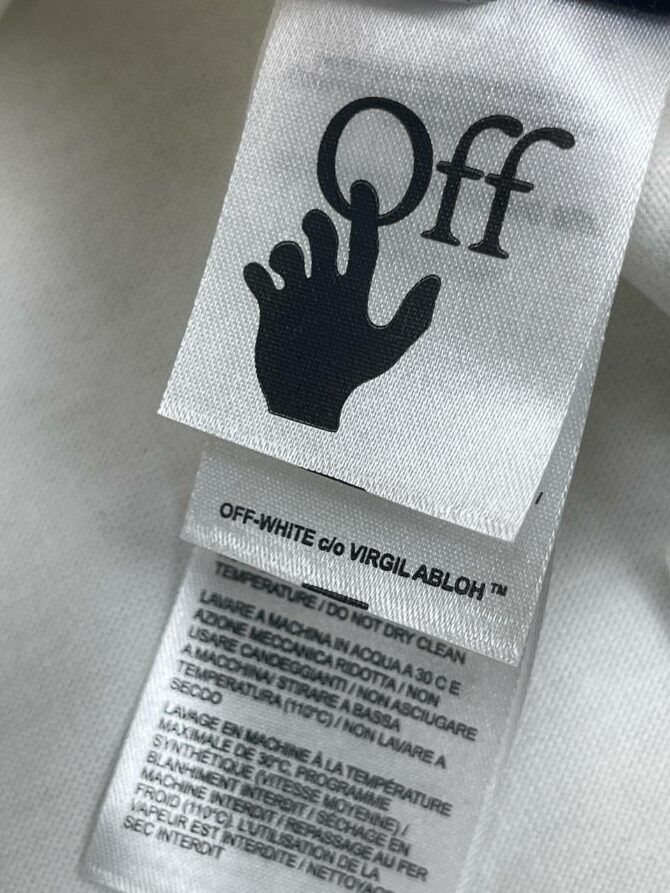 Off
OFF-WHITE c/o VIRGIL ABLOH™
TEMPERATURE / DO NOT DRY CLEAN
LAVARE A MACHINA IN ACQUA A 30 C E
AZIONE MECCANICA RIDOTTA / NON
USARE CANDEGGIANTI / NON ASCIUGARE
A MACCHINA/ STIRARE A BASSA
TEMPERATURA (110°C) / NON LAVARE A
SECCO
LAVAGE EN MACHINE À LA TEMPÉRATURE
MAXIMALE DE 30°C. PROGRAMME
SYNTHÉTIQUE (VITESSE MOYENNE) /
BLANHIMENT INTERDIT / SÉCHAGE EN
MACHINE INTERDIT / REPASSAGE AU FER
FROID (110°C). L'UTILISATION DE LA
VAPEUR EST INTERDITE / NETTOYAGE
SEC INTERDIT